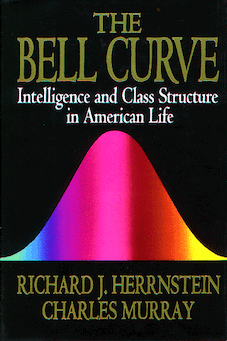 THE
BELL CURVE
Intelligence and Class Structure
in American Life
RICHARD J. HERRNSTEIN
CHARLES MURRAY